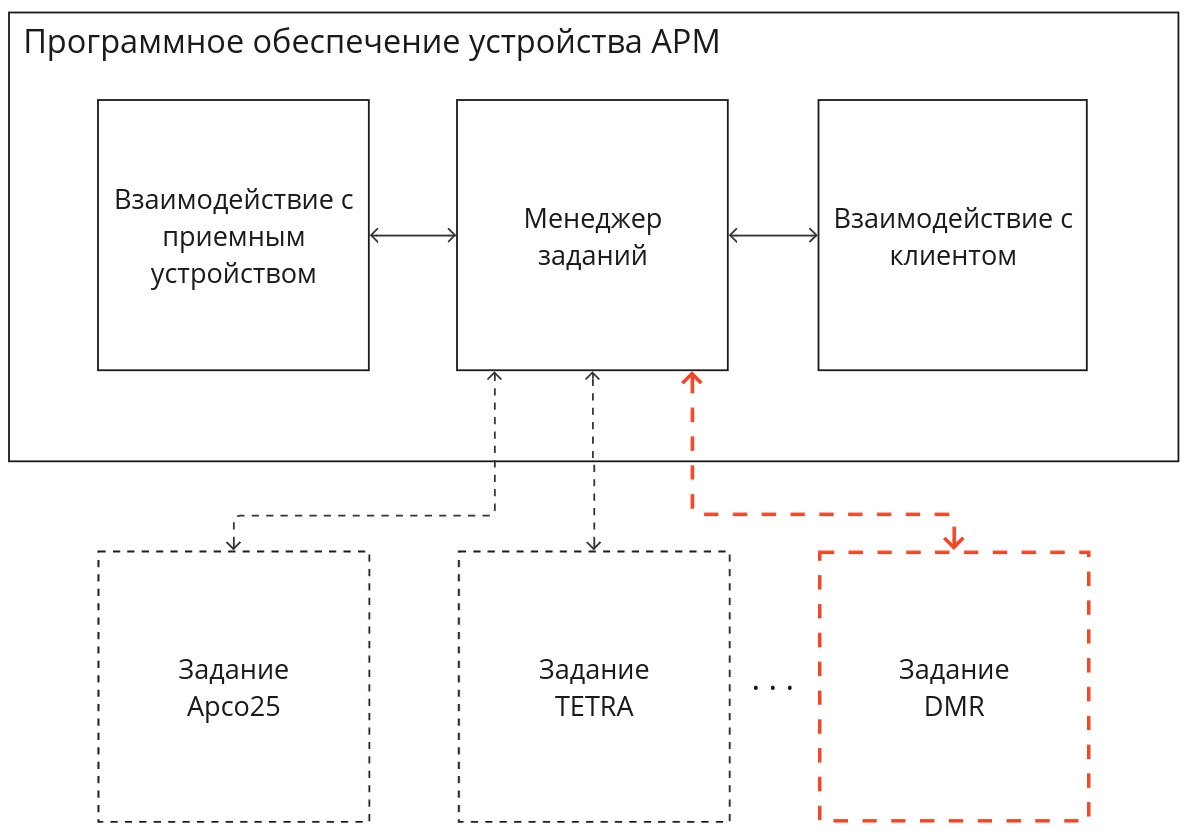 Программное обеспечение устройства АРМ
Взаимодействие с
приемным
устройством
Менеджер
заданий
Взаимодействие с
клиентом
Задание
Apco25
Задание
TETRA
. . .
Задание
DMR